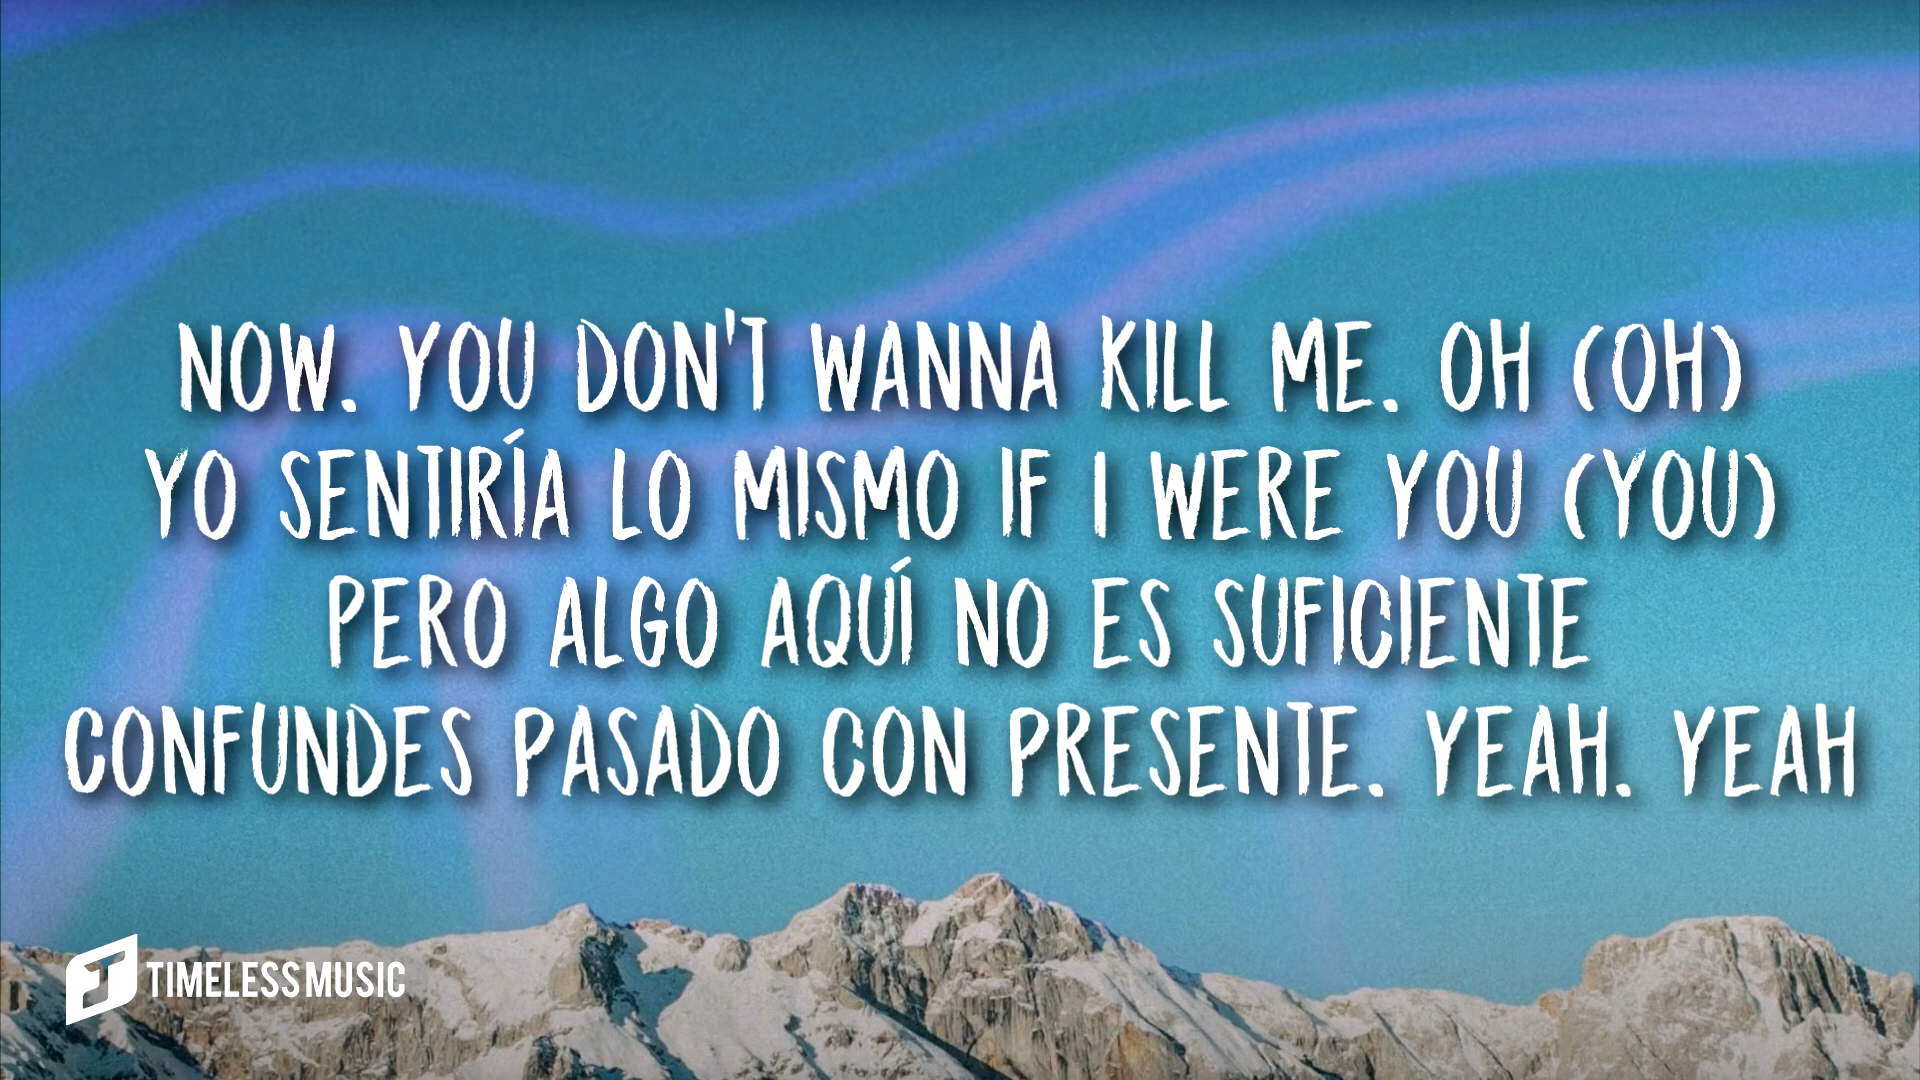 NOW. YOU DON'T WANNA KILL ME. OH (OH)
YO SENTIRÍA LO MISMO IF I WERE YOU (YOU)
PERO ALGO AQUÍ NO ES SUFICIENTE
CONFUNDES PASADO CON PRESENTE. YEAH. YEAH
TIMELESS MUSIC